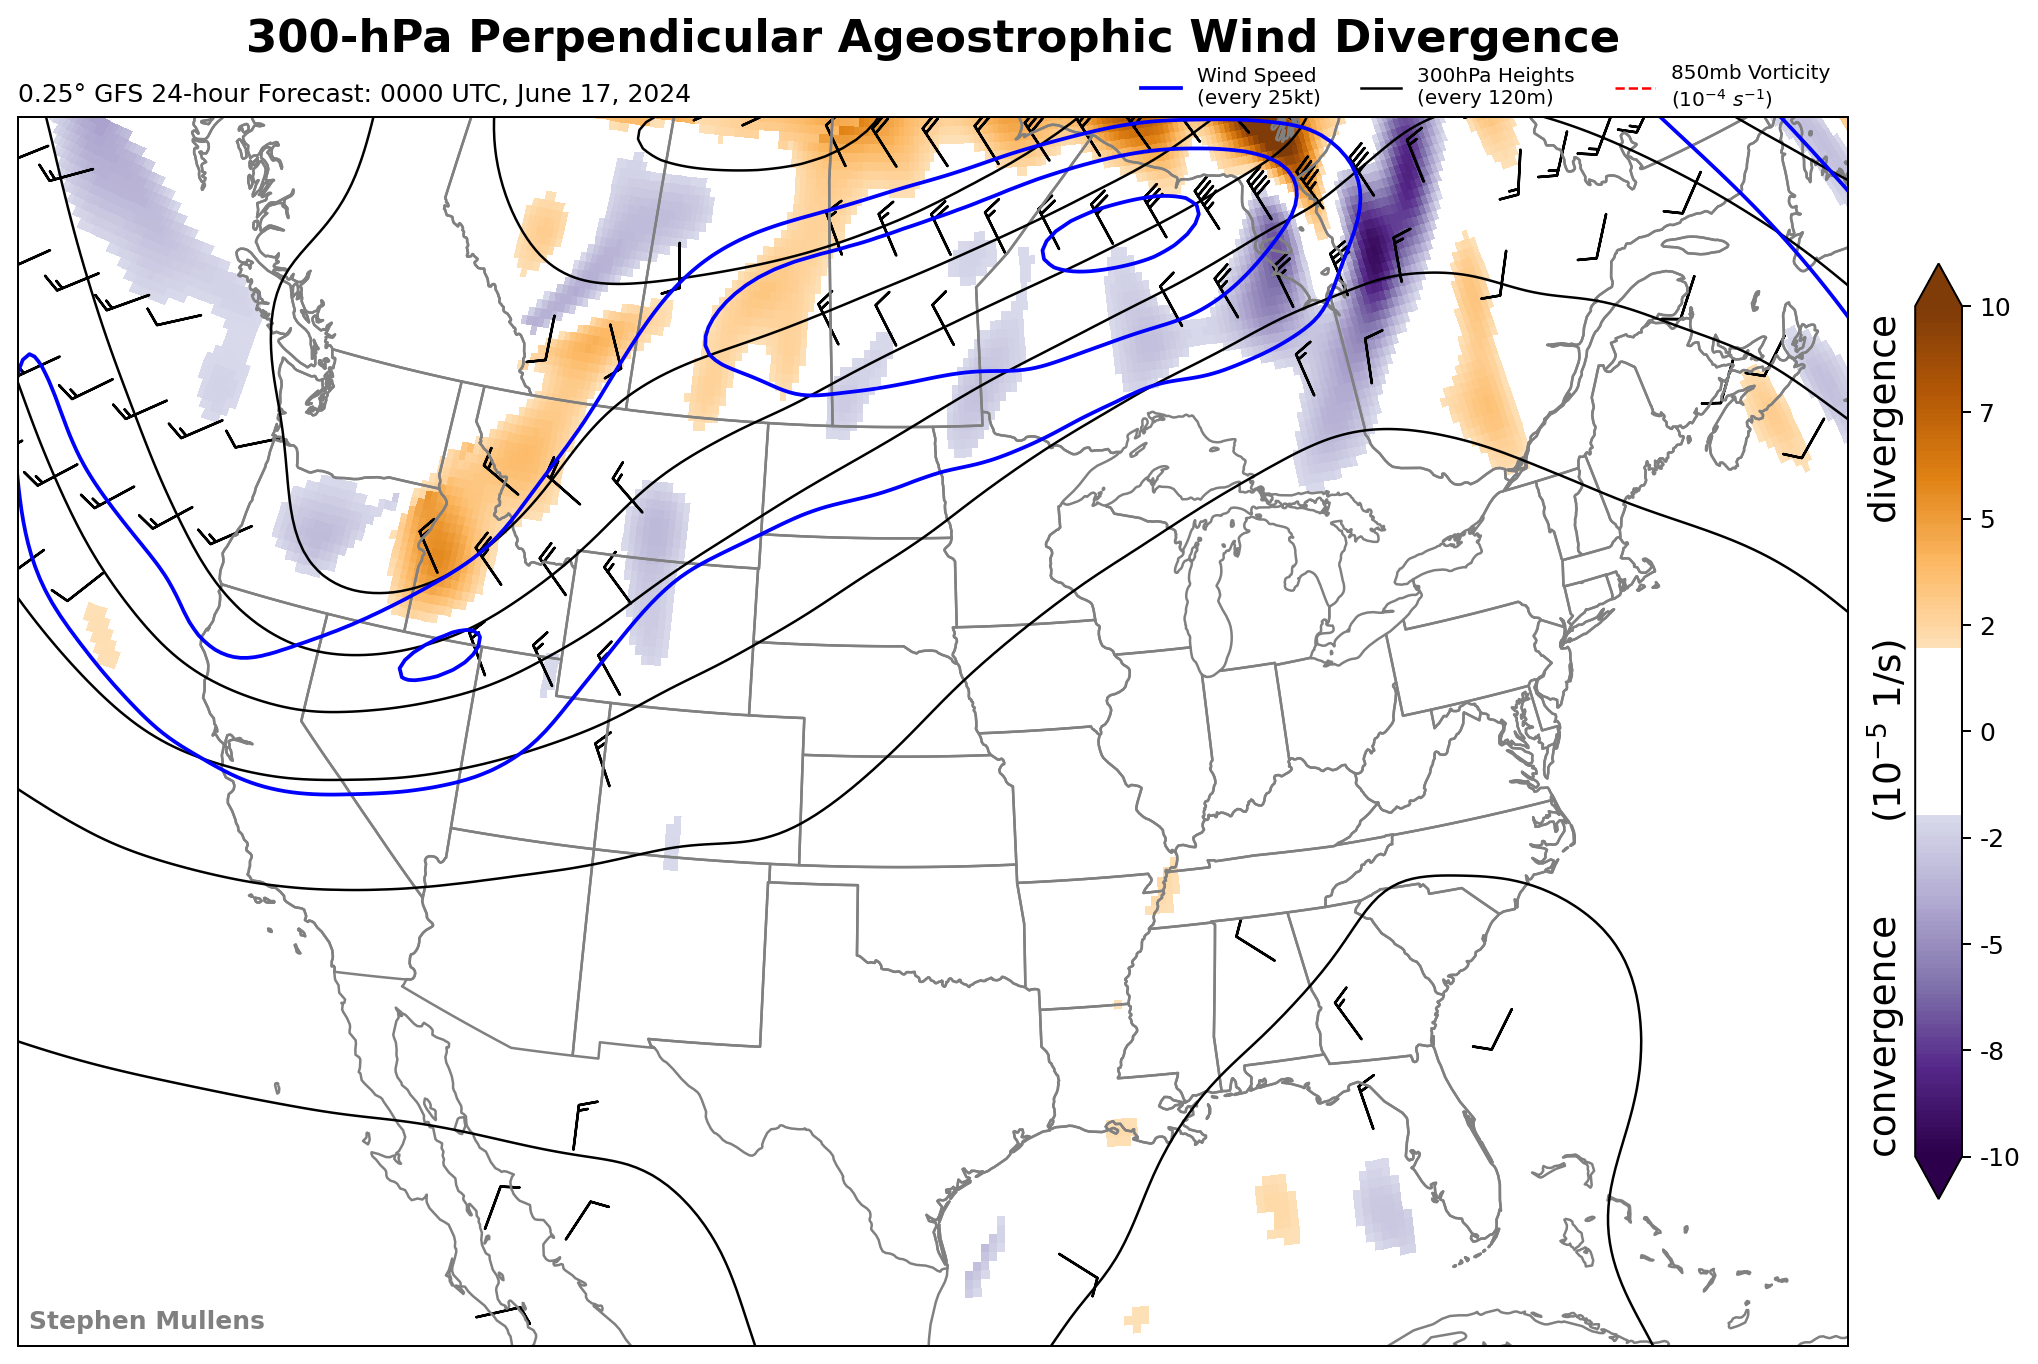 300-hPa Perpendicular Ageostrophic Wind Divergence
0.25° GFS 24-hour Forecast: 0000 UTC, June 17, 2024
Wind Speed
(every 25kt)
300hPa Heights
(every 120m)
850mb Vorticity
(10⁻⁴ s⁻¹)
10
7
5
2
0
-2
-5
-8
-10
convergence (10⁻⁵ 1/s) divergence
Stephen Mullens